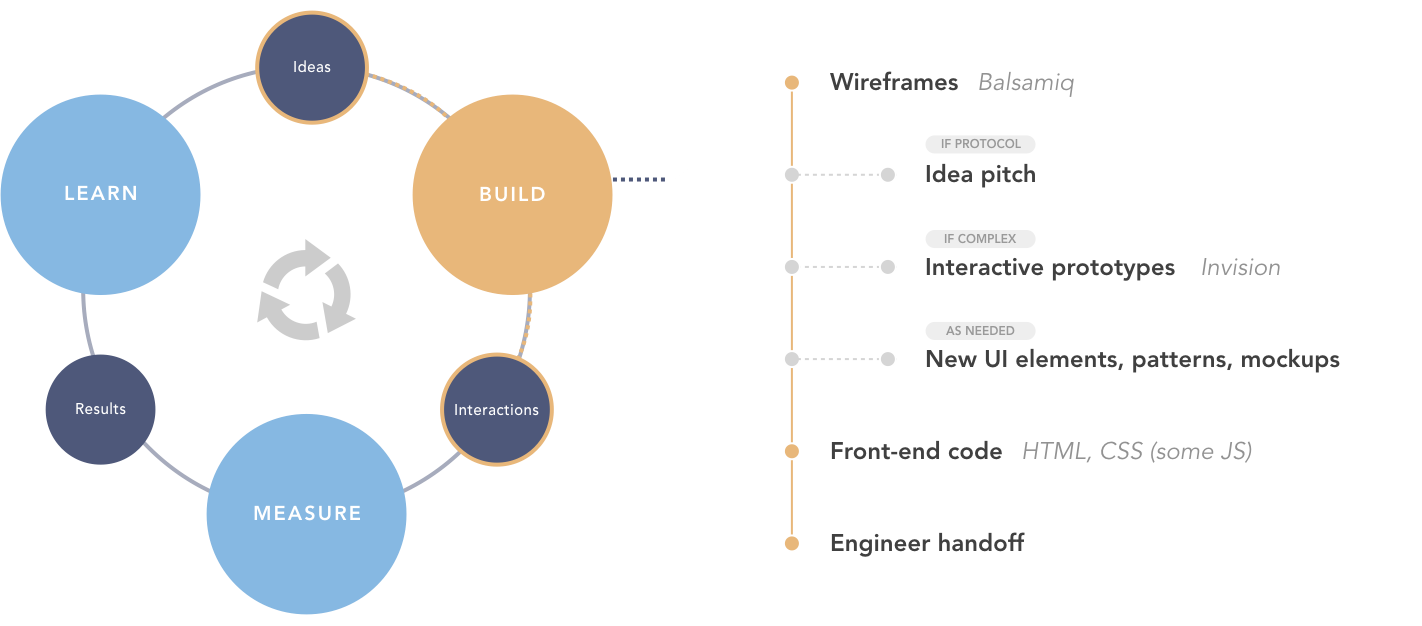 Ideas
LEARN
BUILD
Results
Interactions
MEASURE
Wireframes Balsamiq
IF PROTOCOL
Idea pitch
IF COMPLEX
Interactive prototypes Invision
AS NEEDED
New UI elements, patterns, mockups
Front-end code HTML, CSS (some JS)
Engineer handoff